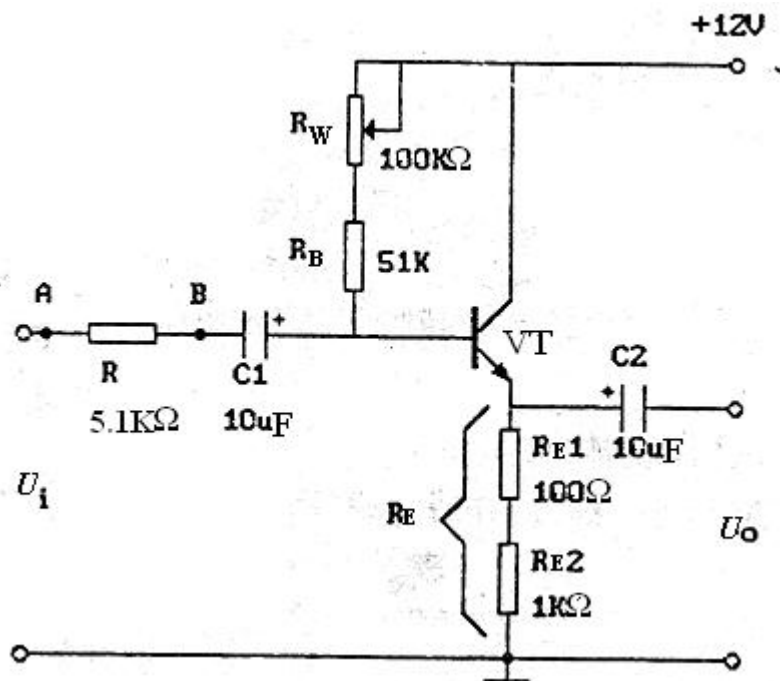 +12V
RW
100KΩ
RB
51K
A
B
R
5.1KΩ
C1
10uF
VT
C2
10uF
RE1
100Ω
RE
RE2
1KΩ
Ui
Uo